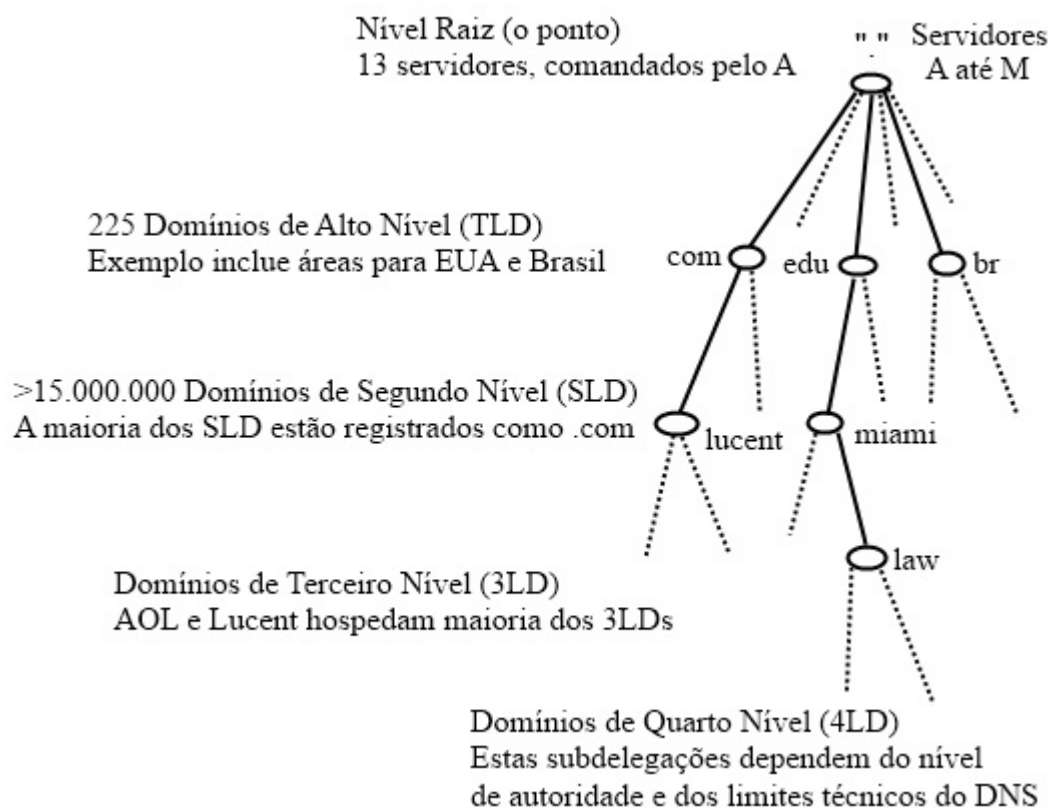 Nível Raiz (o ponto)
13 servidores, comandados pelo A
" "
.
Servidores
A até M
225 Domínios de Alto Nível (TLD)
Exemplo inclue áreas para EUA e Brasil
com
edu
br
>15.000.000 Domínios de Segundo Nível (SLD)
A maioria dos SLD estão registrados como .com
lucent
miami
law
Domínios de Terceiro Nível (3LD)
AOL e Lucent hospedam maioria dos 3LDs
Domínios de Quarto Nível (4LD)
Estas subdelegações dependem do nível
de autoridade e dos limites técnicos do DNS